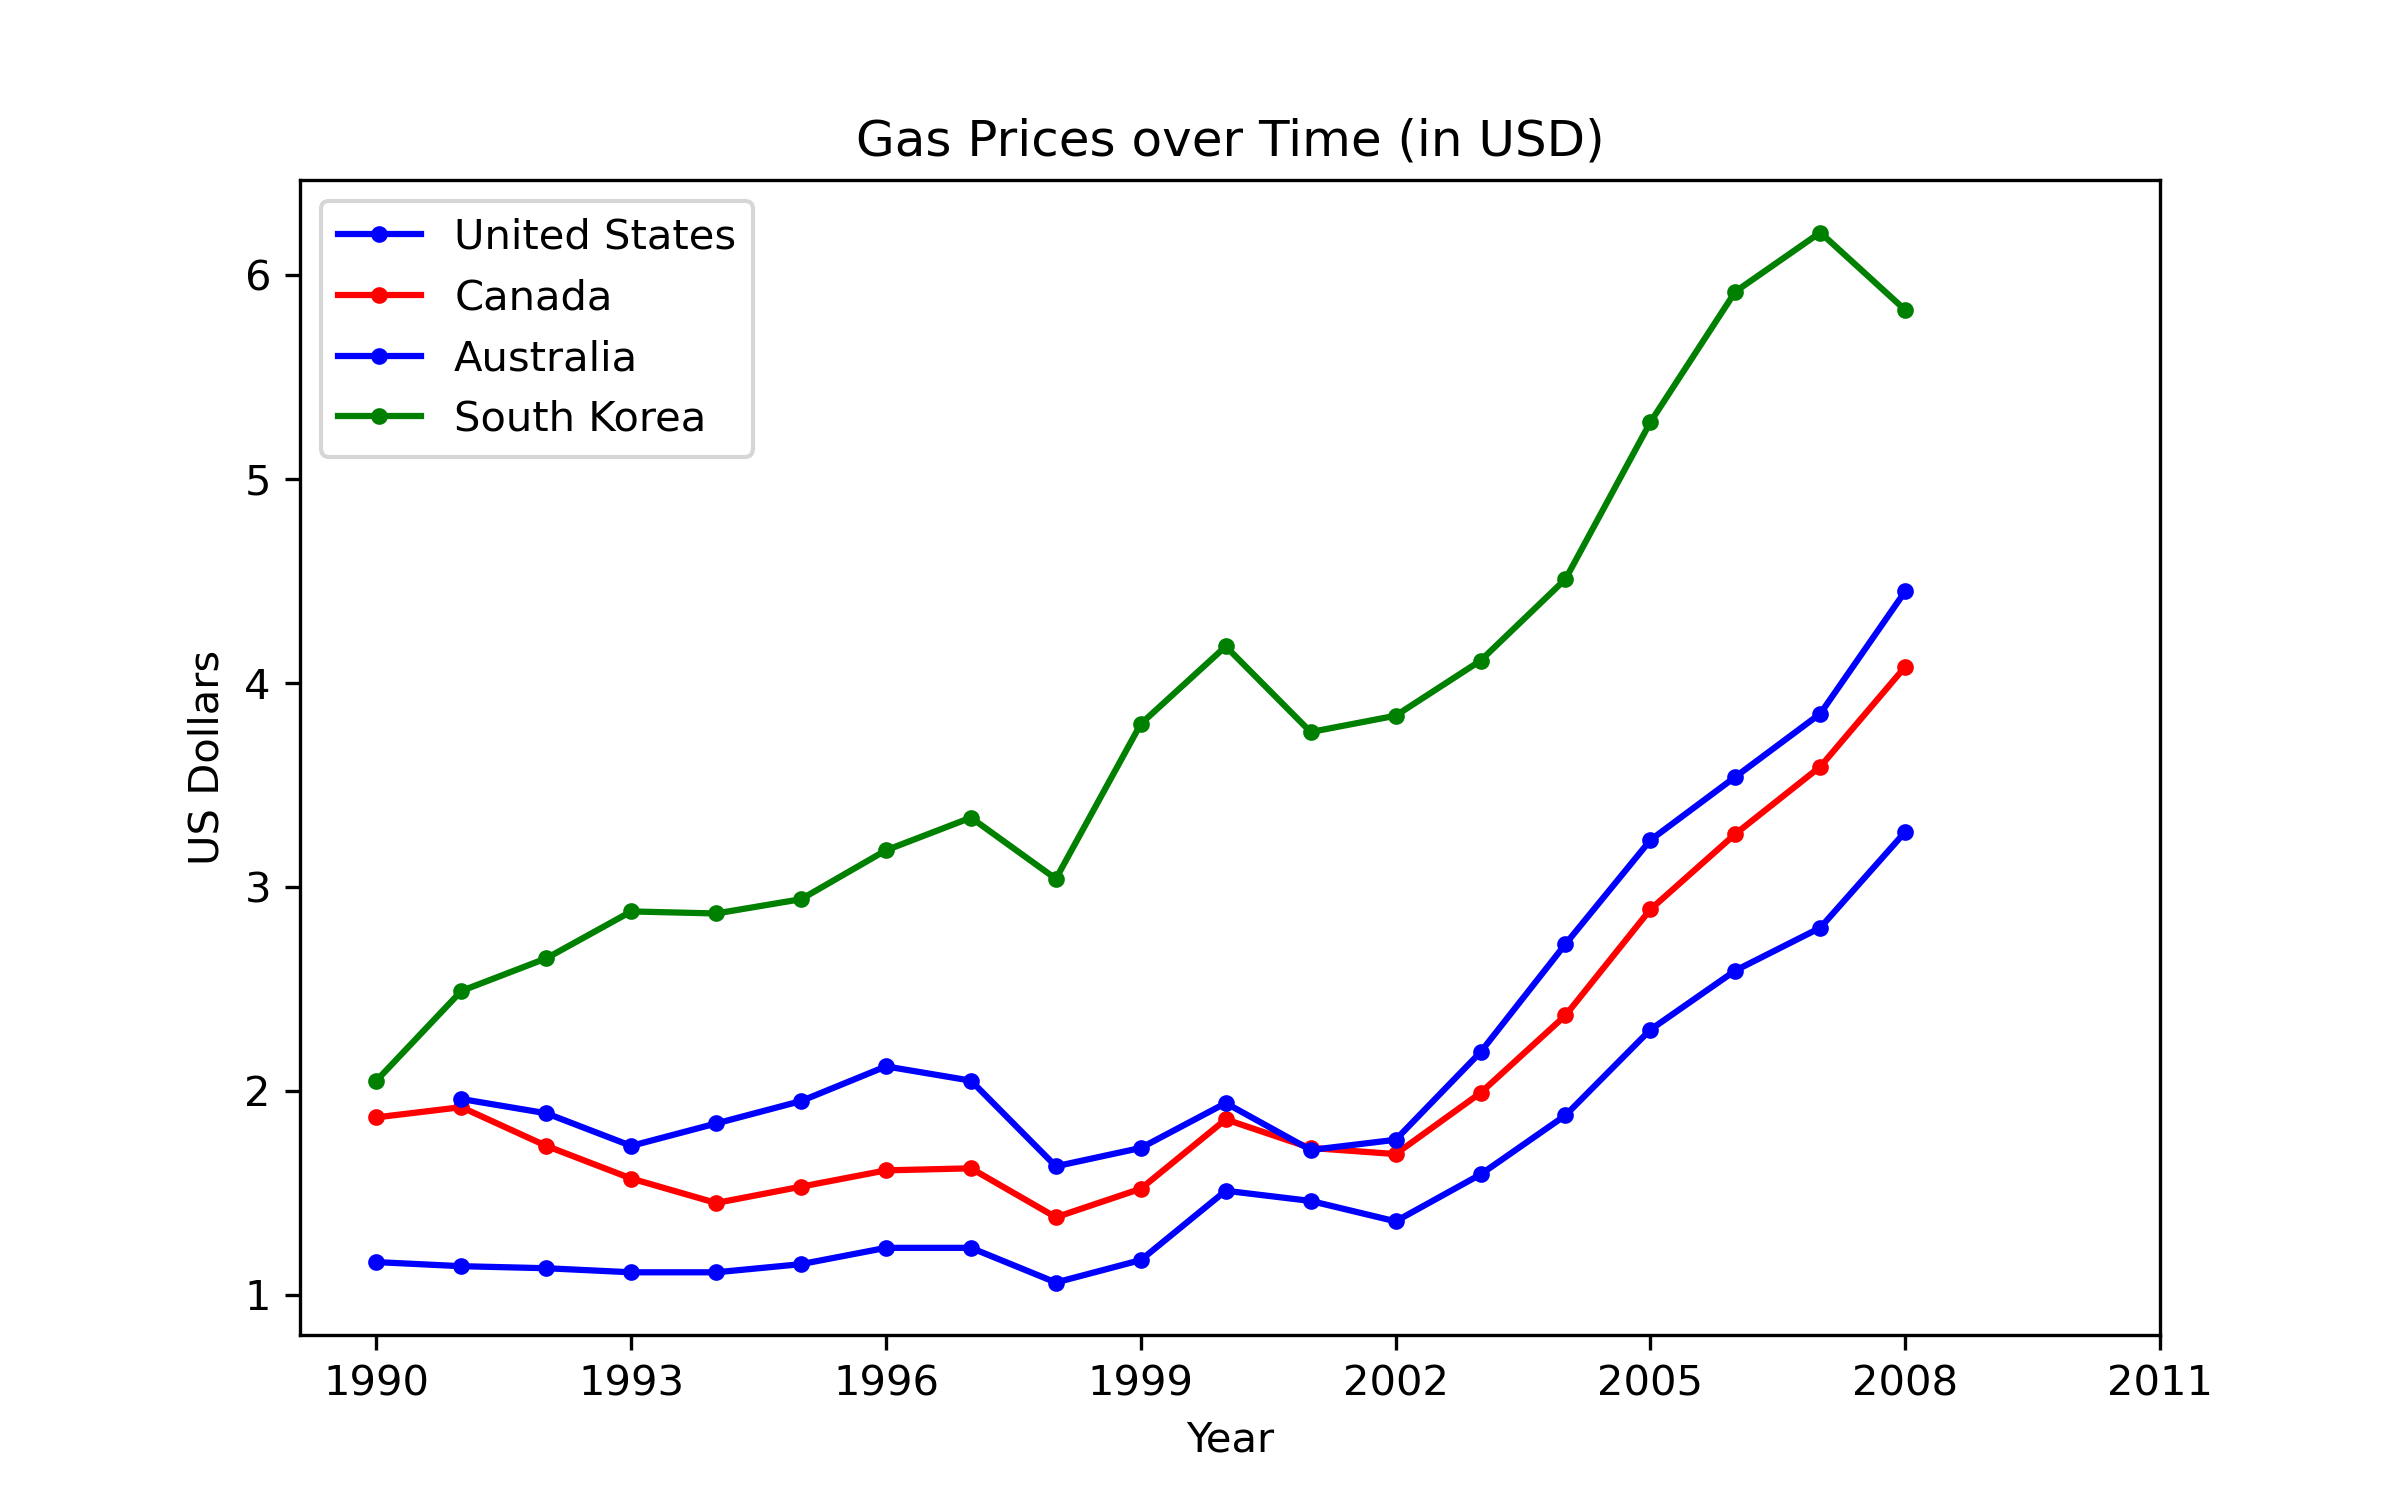 Gas Prices over Time (in USD)
United States
Canada
Australia
South Korea
6
5
4
3
2
1
US Dollars
1990 1993 1996 1999 2002 2005 2008 2011
Year